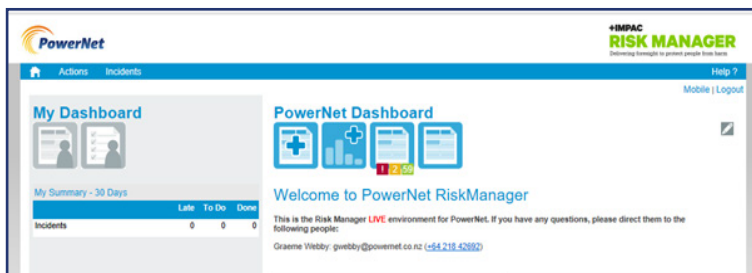 PowerNet
+IMPAC
RISK MANAGER
Delivering foresight to protect people from harm
Actions Incidents Help ?
Mobile | Logout
My Dashboard
PowerNet Dashboard
1 2 59
My Summary - 30 Days
Late To Do Done
Incidents 0 0 0
Welcome to PowerNet RiskManager
This is the Risk Manager LIVE environment for PowerNet. If you have any questions, please direct them to the
following people:
Graeme Webby: gwebby@powernet.co.nz (+64 218 42692)